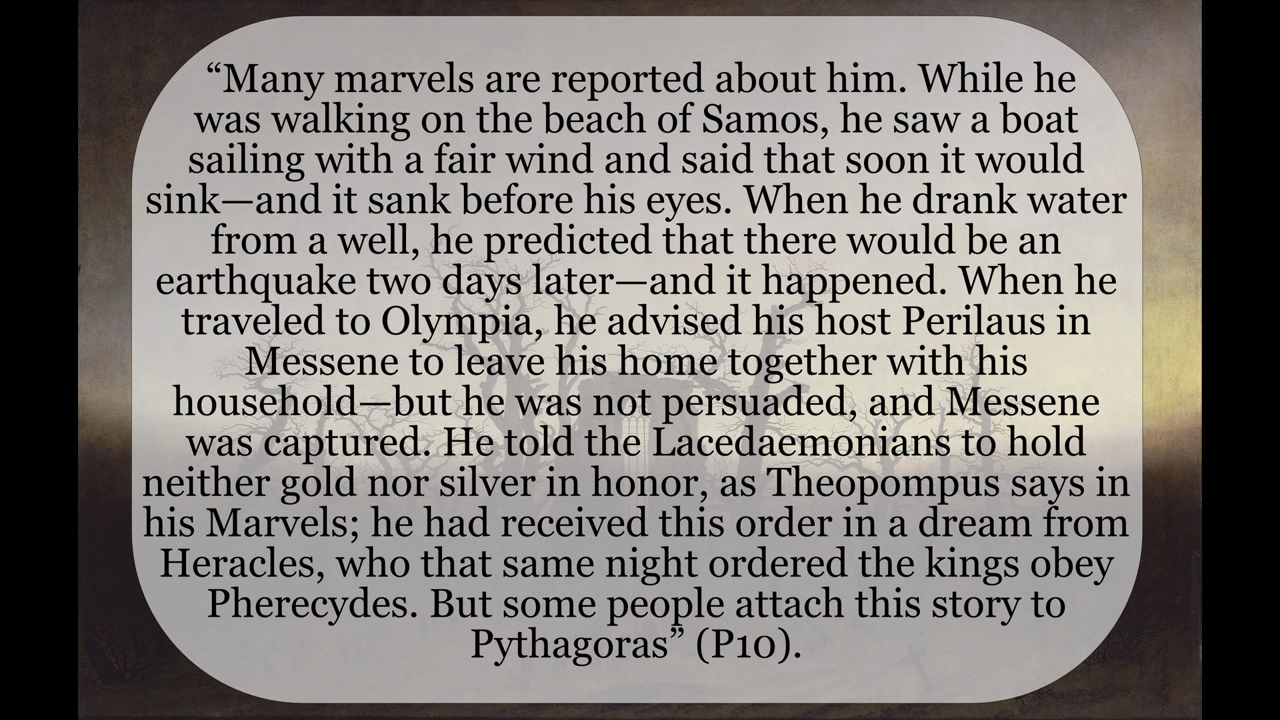 “Many marvels are reported about him. While he
was walking on the beach of Samos, he saw a boat
sailing with a fair wind and said that soon it would
sink—and it sank before his eyes. When he drank water
from a well, he predicted that there would be an
earthquake two days later—and it happened. When he
traveled to Olympia, he advised his host Perilaus in
Messene to leave his home together with his
household—but he was not persuaded, and Messene
was captured. He told the Lacedaemonians to hold
neither gold nor silver in honor, as Theopompus says in
his Marvels; he had received this order in a dream from
Heracles, who that same night ordered the kings obey
Pherecydes. But some people attach this story to
Pythagoras” (P10).